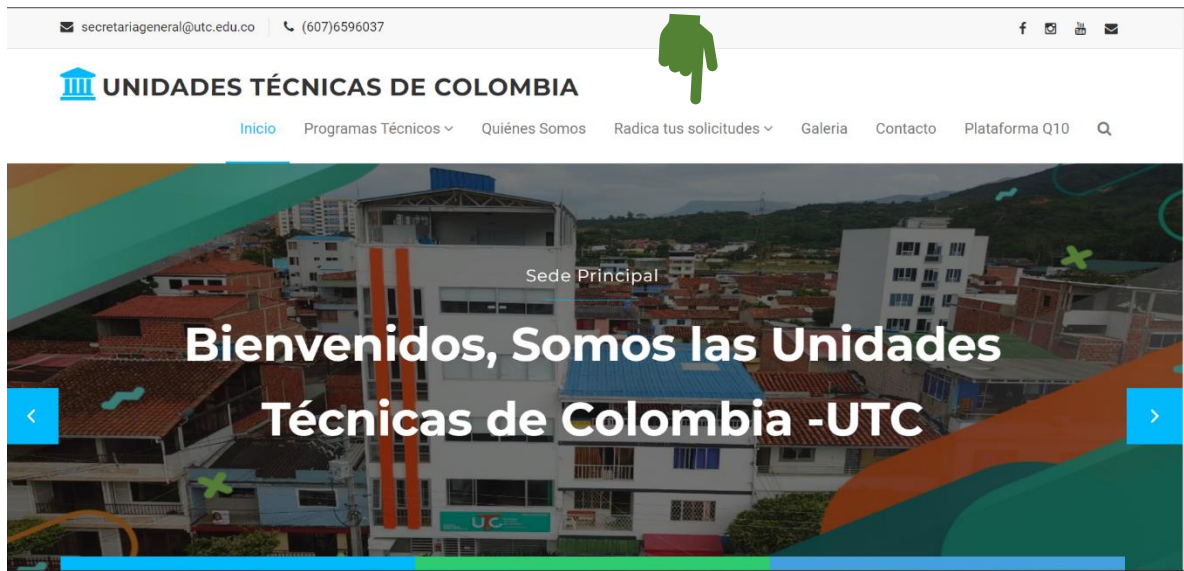 secretariageneral@utc.edu.co (607)6596037
UNIDADES TÉCNICAS DE COLOMBIA
Inicio Programas Técnicos Quiénes Somos Radica tus solicitudes Galeria Contacto Plataforma Q10
Sede Principal
Bienvenidos, Somos las Unidades
Técnicas de Colombia -UTC
UTC